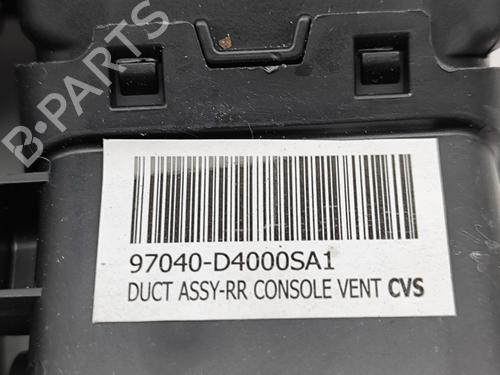 B-PARTS
97040-D4000SA1
DUCT ASSY-RR CONSOLE VENT CVS